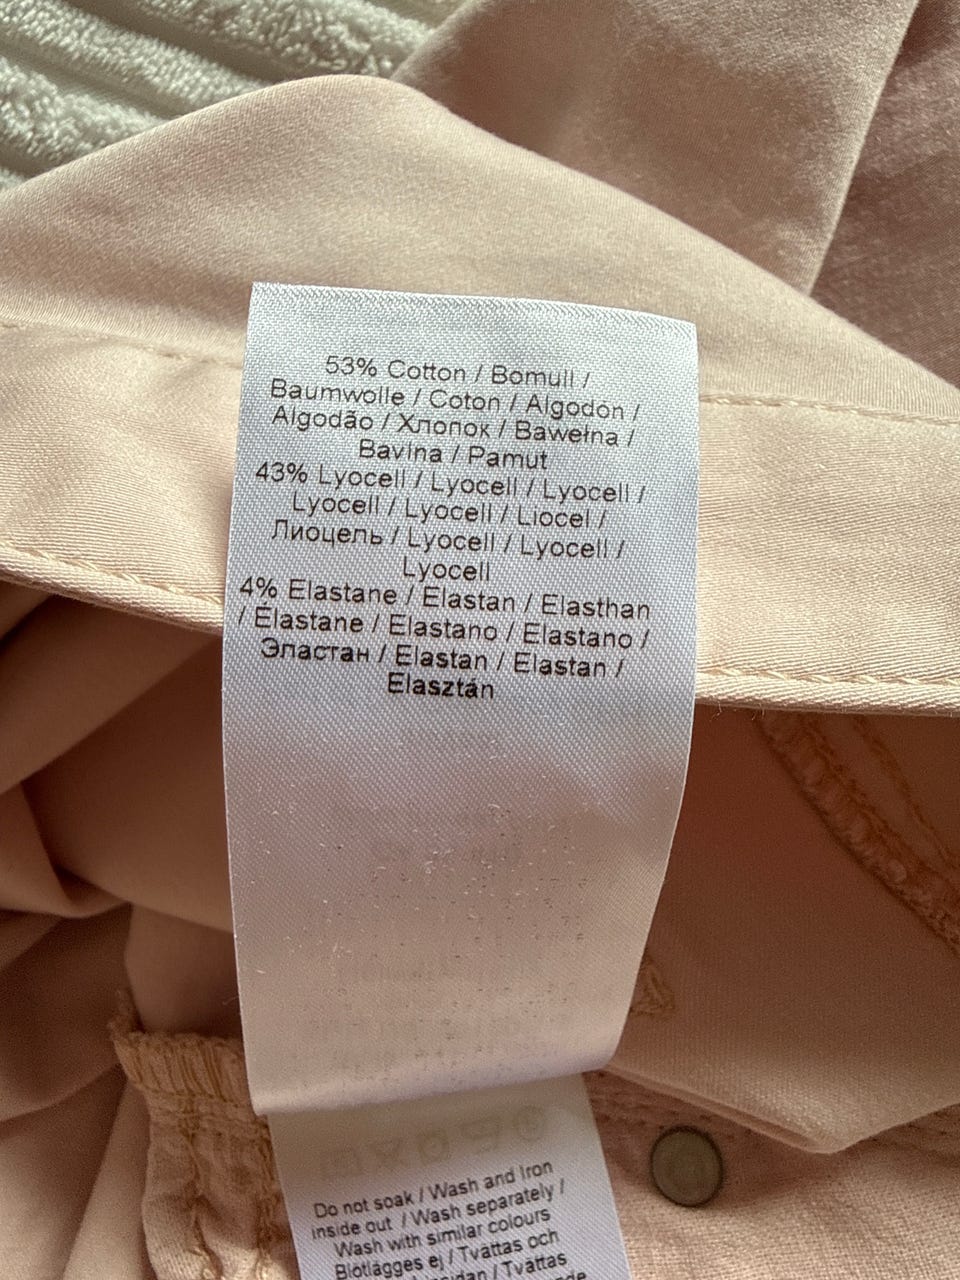 53% Cotton / Bomull /
Baumwolle / Coton / Algodón /
Algodão / Хлопок / Bawełna /
Bavlna / Pamut
43% Lyocell / Lyocell / Lyocell /
Lyocell / Lyocell / Liocel /
Лиоцель / Lyocell / Lyocell /
Lyocell
4% Elastane / Elastan / Elasthan
/ Élastane / Elastano / Elastano /
Эластан / Elastan / Elastan /
Elasztán
Do not soak / Wash and Iron
inside out / Wash separately /
Wash with similar colours
Blötlägges ej / Tvättas och
/ Tvättas